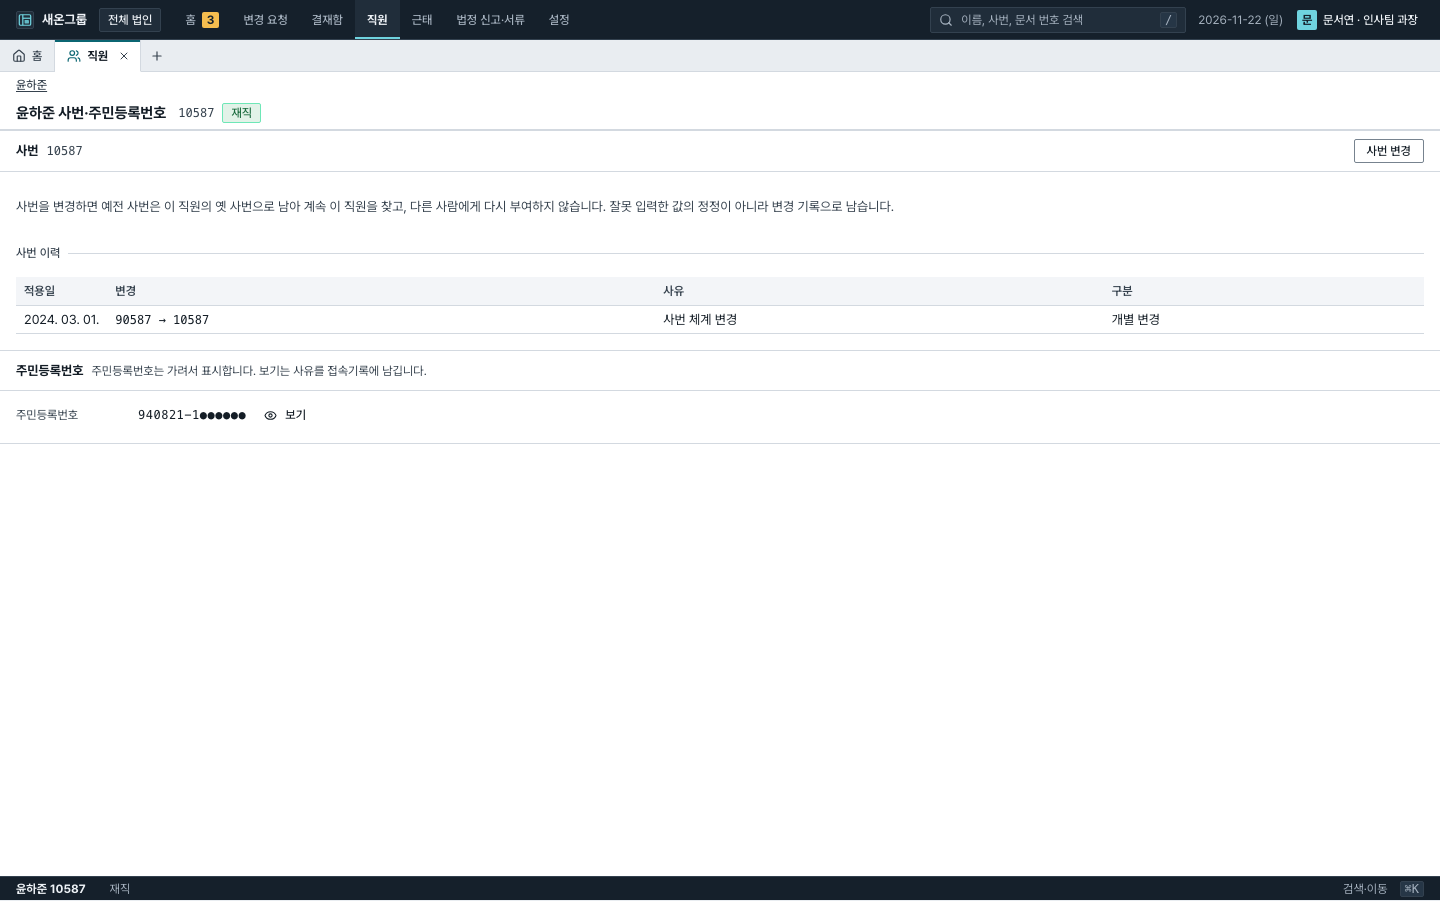 새온그룹 전체 법인 홈 3 변경 요청 결재함 직원 근태 법정 신고·서류 설정 이름, 사번, 문서 번호 검색 / 2026-11-22 (일) 문 문서연 · 인사팀 과장
홈 직원
윤하준
윤하준 사번·주민등록번호 10587 재직
사번 10587 사번 변경
사번을 변경하면 예전 사번은 이 직원의 옛 사번으로 남아 계속 이 직원을 찾고, 다른 사람에게 다시 부여하지 않습니다. 잘못 입력한 값의 정정이 아니라 변경 기록으로 남습니다.
사번 이력
적용일 변경 사유 구분
2024. 03. 01. 90587 → 10587 사번 체계 변경 개별 변경
주민등록번호 주민등록번호는 가려서 표시합니다. 보기는 사유를 접속기록에 남깁니다.
주민등록번호 940821-1●●●●●● 보기
윤하준 10587 재직 검색·이동 ⌘K